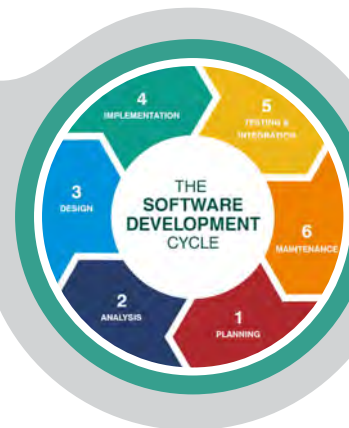 4
IMPLEMENTATION
5
TESTING &
INTEGRATION
3
DESIGN
THE
SOFTWARE
DEVELOPMENT
CYCLE
6
MAINTENANCE
2
ANALYSIS
1
PLANNING